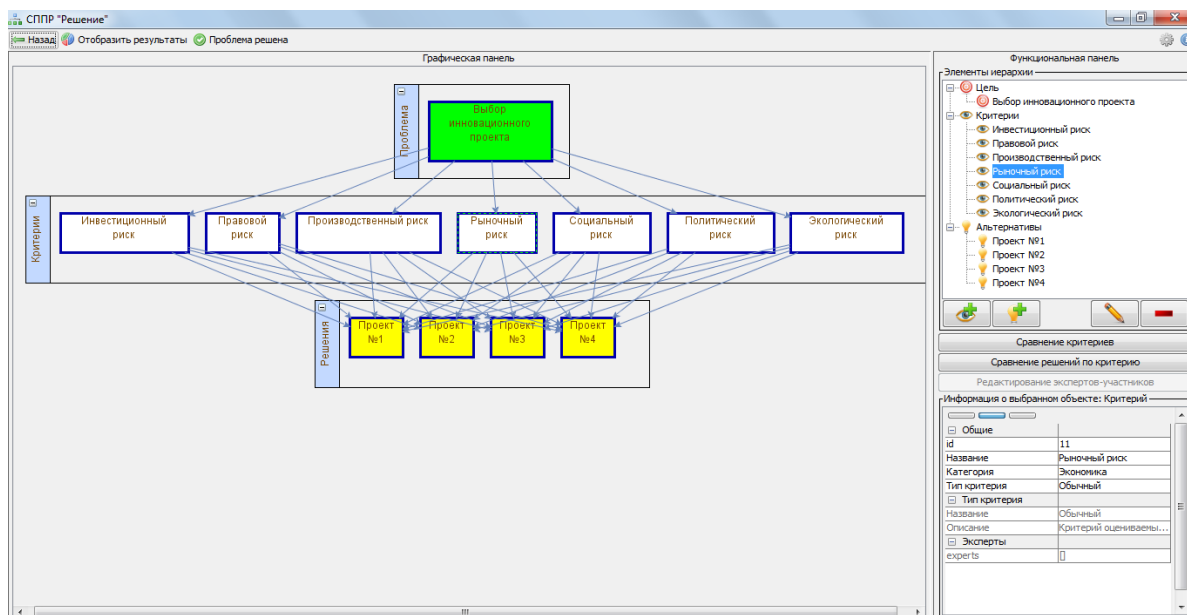 СППР "Решение"
Назад Отобразить результаты Проблема решена
Графическая панель
Проблема
Выбор
инновационного
проекта
Критерии
Инвестиционный
риск
Правовой
риск
Производственный риск
Рыночный
риск
Социальный
риск
Политический
риск
Экологический
риск
Решения
Проект
№1
Проект
№2
Проект
№3
Проект
№4
Функциональная панель
Элементы иерархии
Цель
Выбор инновационного проекта
Критерии
Инвестиционный риск
Правовой риск
Производственный риск
Рыночный риск
Социальный риск
Политический риск
Экологический риск
Альтернативы
Проект №1
Проект №2
Проект №3
Проект №4
Сравнение критериев
Сравнение решений по критерию
Редактирование экспертов-участников
Информация о выбранном объекте: Критерий
Общие
id 11
Название Рыночный риск
Категория Экономика
Тип критерия Обычный
Тип критерия
Название Обычный
Описание Критерий оцениваемы...
Эксперты
experts []